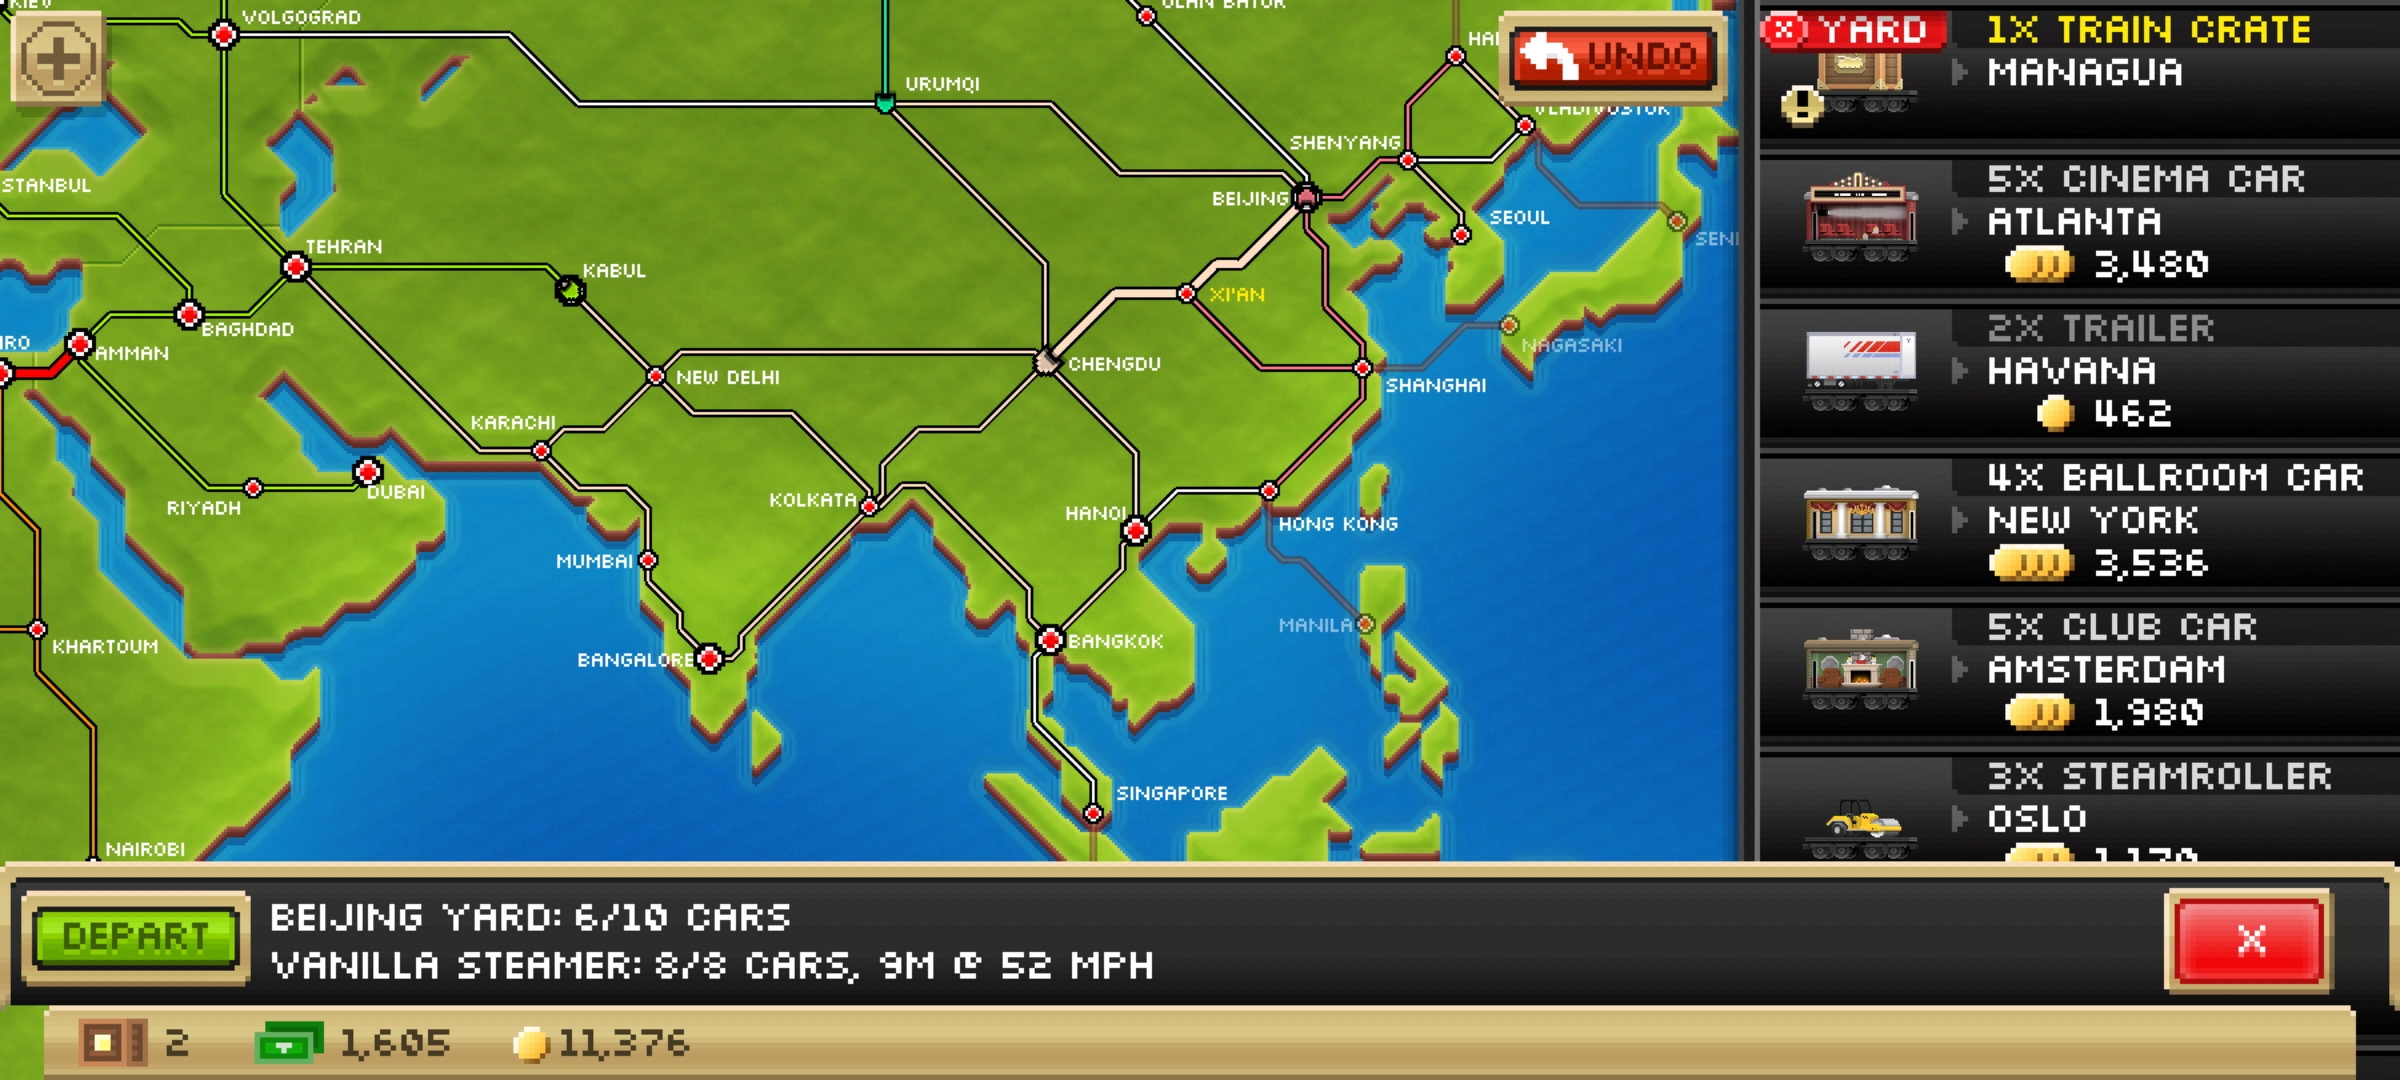 VOLGOGRAD
URUMQI
UNDO
VLADIVOSTOK
SHENYANG
BEIJING
SEOUL
TEHRAN
KABUL
XI'AN
BAGHDAD
AMMAN
NAGASAKI
CHENGDU
NEW DELHI
SHANGHAI
KARACHI
RIYADH
DUBAI
KOLKATA
HANOI
HONG KONG
MUMBAI
MANILA
KHARTOUM
BANGALORE
BANGKOK
SINGAPORE
NAIROBI
YARD
1X TRAIN CRATE
MANAGUA
5X CINEMA CAR
ATLANTA
3,480
2X TRAILER
HAVANA
462
4X BALLROOM CAR
NEW YORK
3,536
5X CLUB CAR
AMSTERDAM
1,980
3X STEAMROLLER
OSLO
1,170
DEPART
BEIJING YARD: 6/10 CARS
VANILLA STEAMER: 8/8 CARS, 9M @ 52 MPH
X
2
1,605
11,376